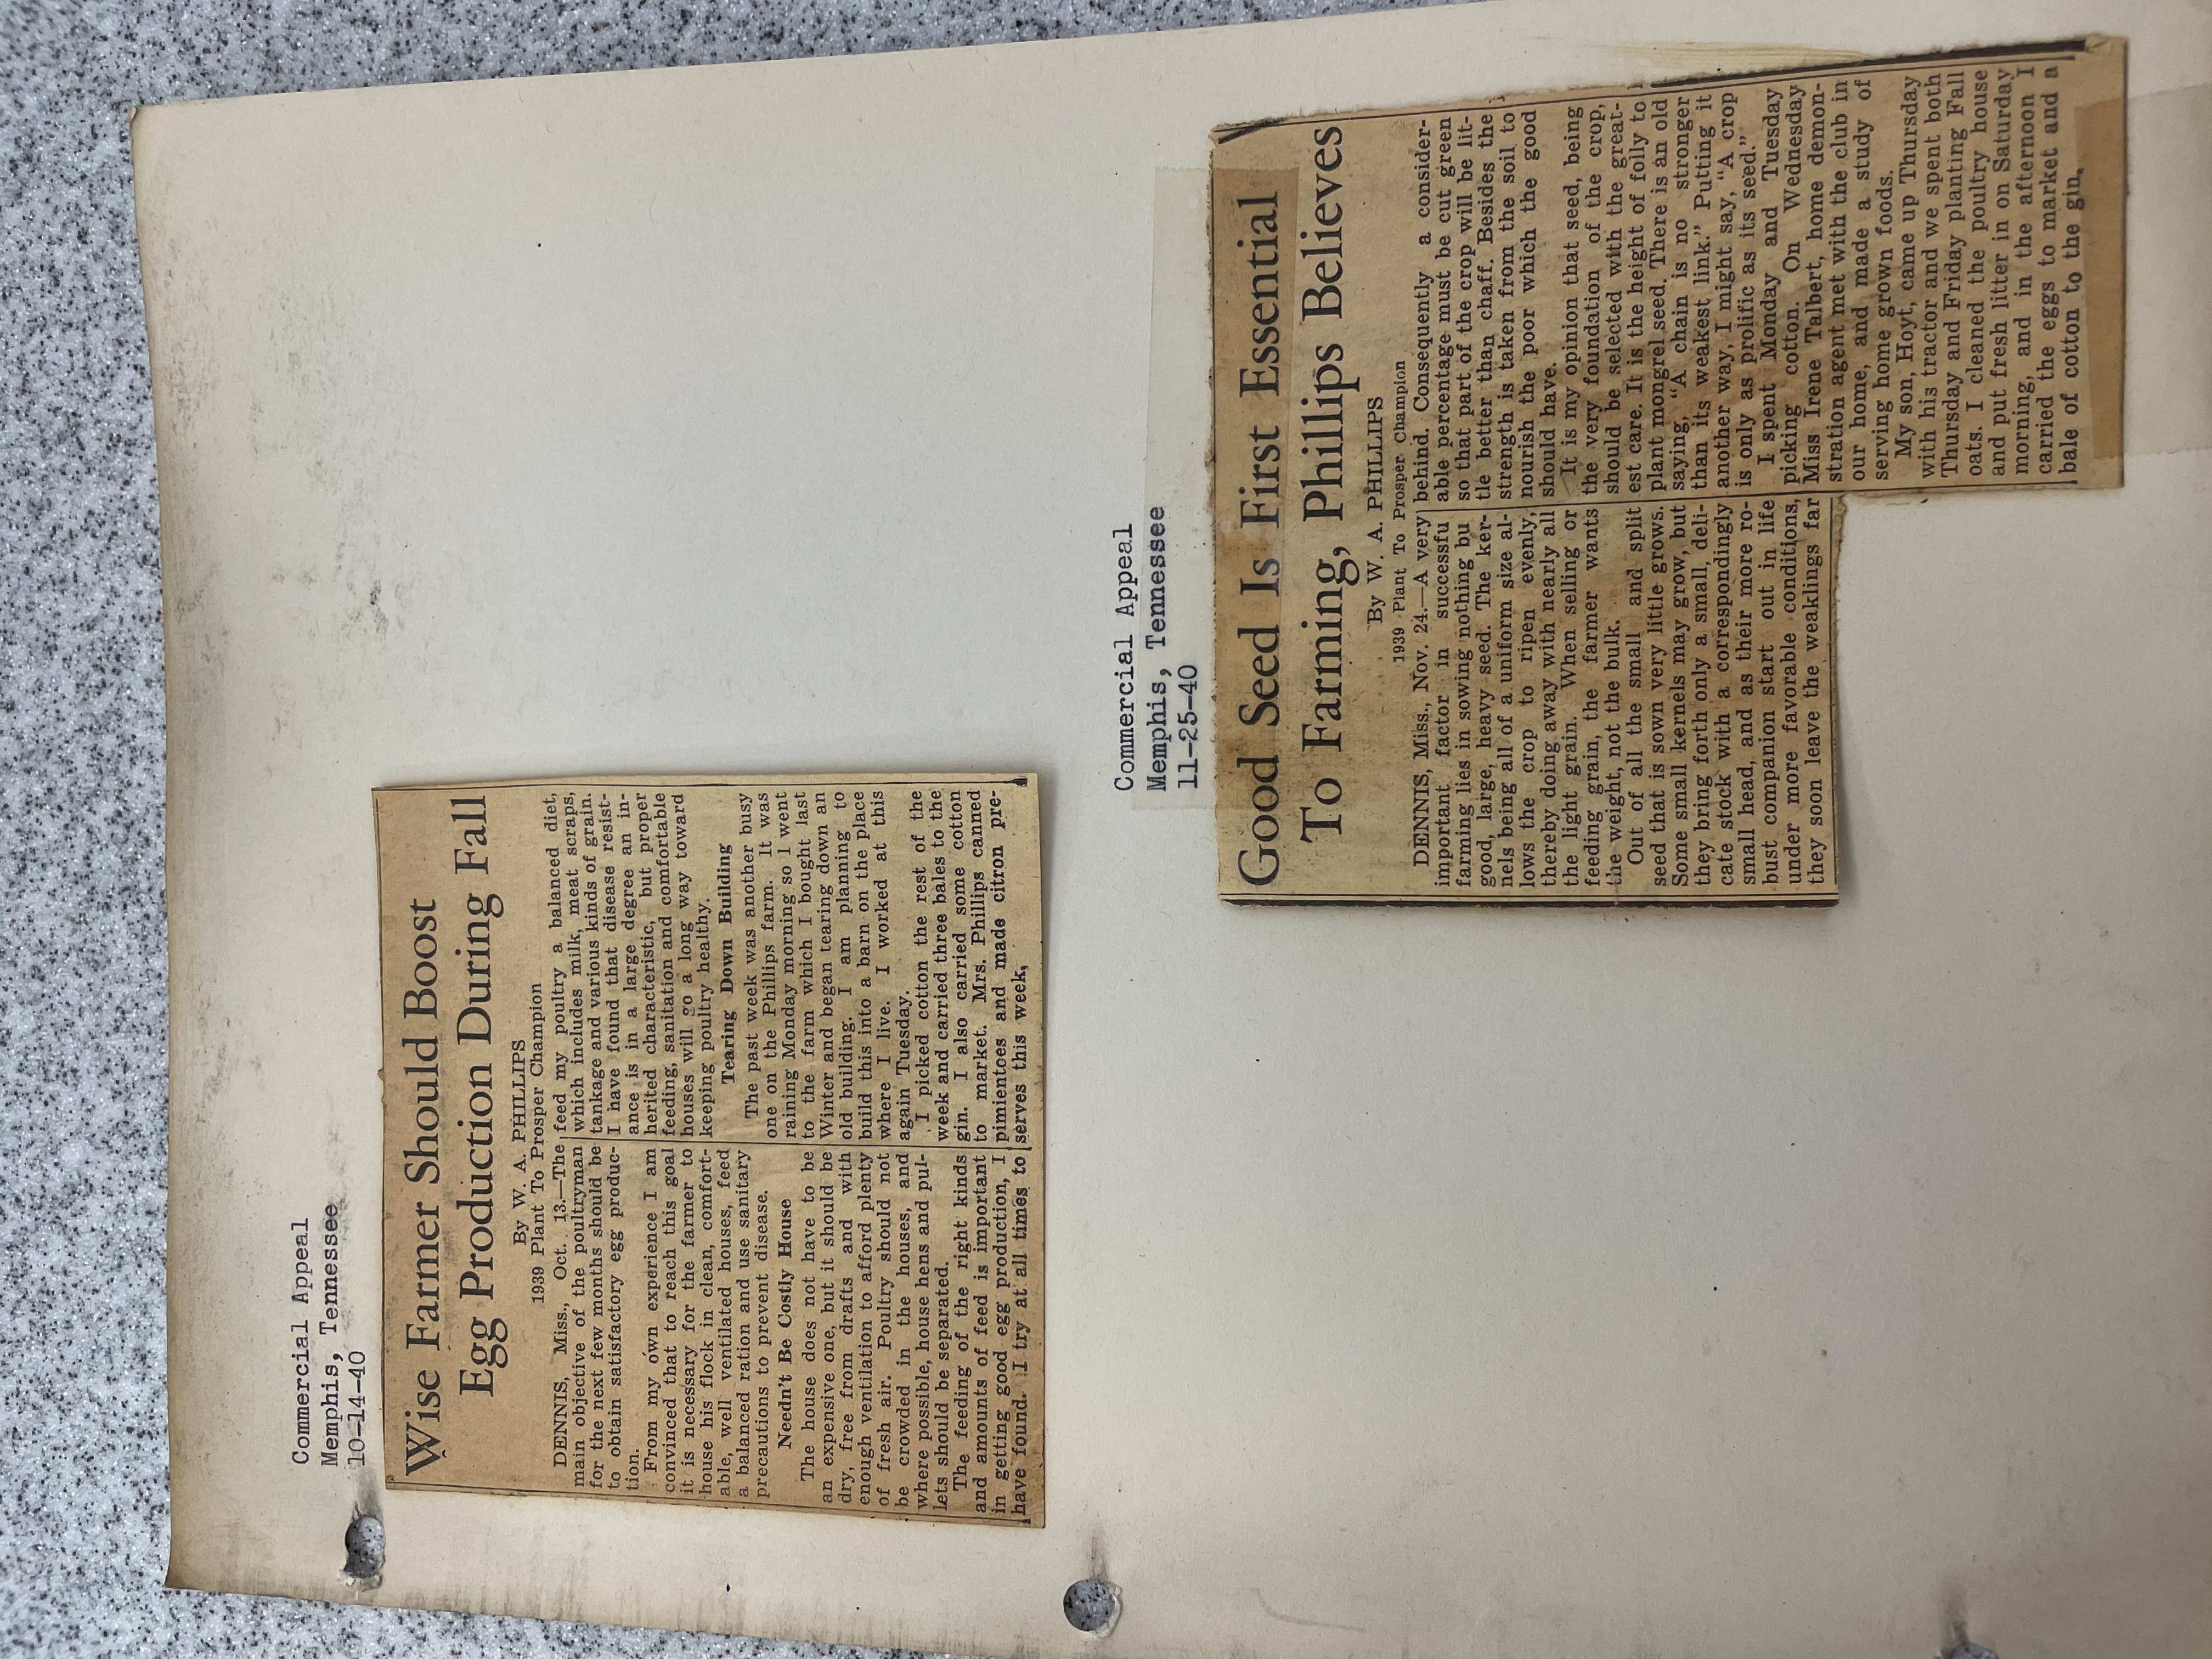 Commercial Appeal
Memphis, Tennessee
10-14-40
Wise Farmer Should Boost
Egg Production During Fall
By W. A. PHILLIPS
1939 Plant To Prosper Champion
DENNIS, Miss., Oct. 13.—The
main objective of the poultryman
for the next few months should be
to obtain satisfactory egg produc-
tion.
From my own experience I am
convinced that to reach this goal
it is necessary for the farmer to
house his flock in clean, comfort-
able, well ventilated houses, feed
a balanced ration and use sanitary
precautions to prevent disease.
Needn't Be Costly House
The house does not have to be
an expensive one, but it should be
dry, free from drafts and with
enough ventilation to afford plenty
of fresh air. Poultry should not
be crowded in the houses, and
where possible, house hens and pul-
lets should be separated.
The feeding of the right kinds
and amounts of feed is important
in getting good egg production, I
have found. I try at all times to
feed my poultry a balanced diet,
which includes milk, meat scraps,
tankage and various kinds of grain.
I have found that disease resist-
ance is in a large degree an in-
herited characteristic, but proper
feeding, sanitation and comfortable
houses will go a long way toward
keeping poultry healthy.
Tearing Down Building
The past week was another busy
one on the Phillips farm. It was
raining Monday morning so I went
to the farm which I bought last
Winter and began tearing down an
old building. I am planning to
build this into a barn on the place
where I live. I worked at this
again Tuesday.
I picked cotton the rest of the
week and carried three bales to the
gin. I also carried some cotton
to market. Mrs. Phillips canned
pimientoes and made citron pre-
serves this week,
Commercial Appeal
Memphis, Tennessee
11-25-40
Good Seed Is First Essential
To Farming, Phillips Believes
By W. A. PHILLIPS
1939 Plant To Prosper Champion
DENNIS, Miss., Nov. 24.—A very
important factor in successfu
farming lies in sowing nothing bu
good, large, heavy seed. The ker-
nels being all of a uniform size al-
lows the crop to ripen evenly,
thereby doing away with nearly all
the light grain. When selling or
feeding grain, the farmer wants
the weight, not the bulk.
Out of all the small and split
seed that is sown very little grows.
Some small kernels may grow, but
they bring forth only a small, deli-
cate stock with a correspondingly
small head, and as their more ro-
bust companion start out in life
under more favorable conditions,
they soon leave the weaklings far
behind. Consequently a consider-
able percentage must be cut green
so that part of the crop will be lit-
tle better than chaff. Besides the
strength is taken from the soil to
nourish the poor which the good
should have.
It is my opinion that seed, being
the very foundation of the crop,
should be selected with the great-
est care. It is the height of folly to
plant mongrel seed. There is an old
saying, "A chain is no stronger
than its weakest link." Putting it
another way, I might say, "A crop
is only as prolific as its seed."
I spent Monday and Tuesday
picking cotton. On Wednesday
Miss Irene Talbert, home demon-
stration agent met with the club in
our home, and made a study of
serving home grown foods.
My son, Hoyt, came up Thursday
with his tractor and we spent both
Thursday and Friday planting Fall
oats. I cleaned the poultry house
and put fresh litter in on Saturday
morning, and in the afternoon I
carried the eggs to market and a
bale of cotton to the gin.